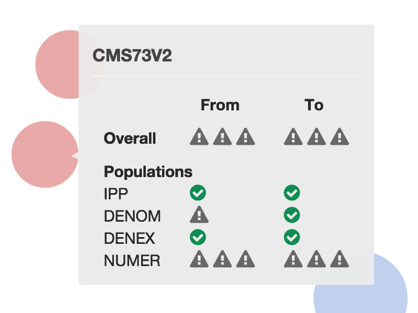 CMS73V2
From To
Overall
Populations
IPP
DENOM
DENEX
NUMER